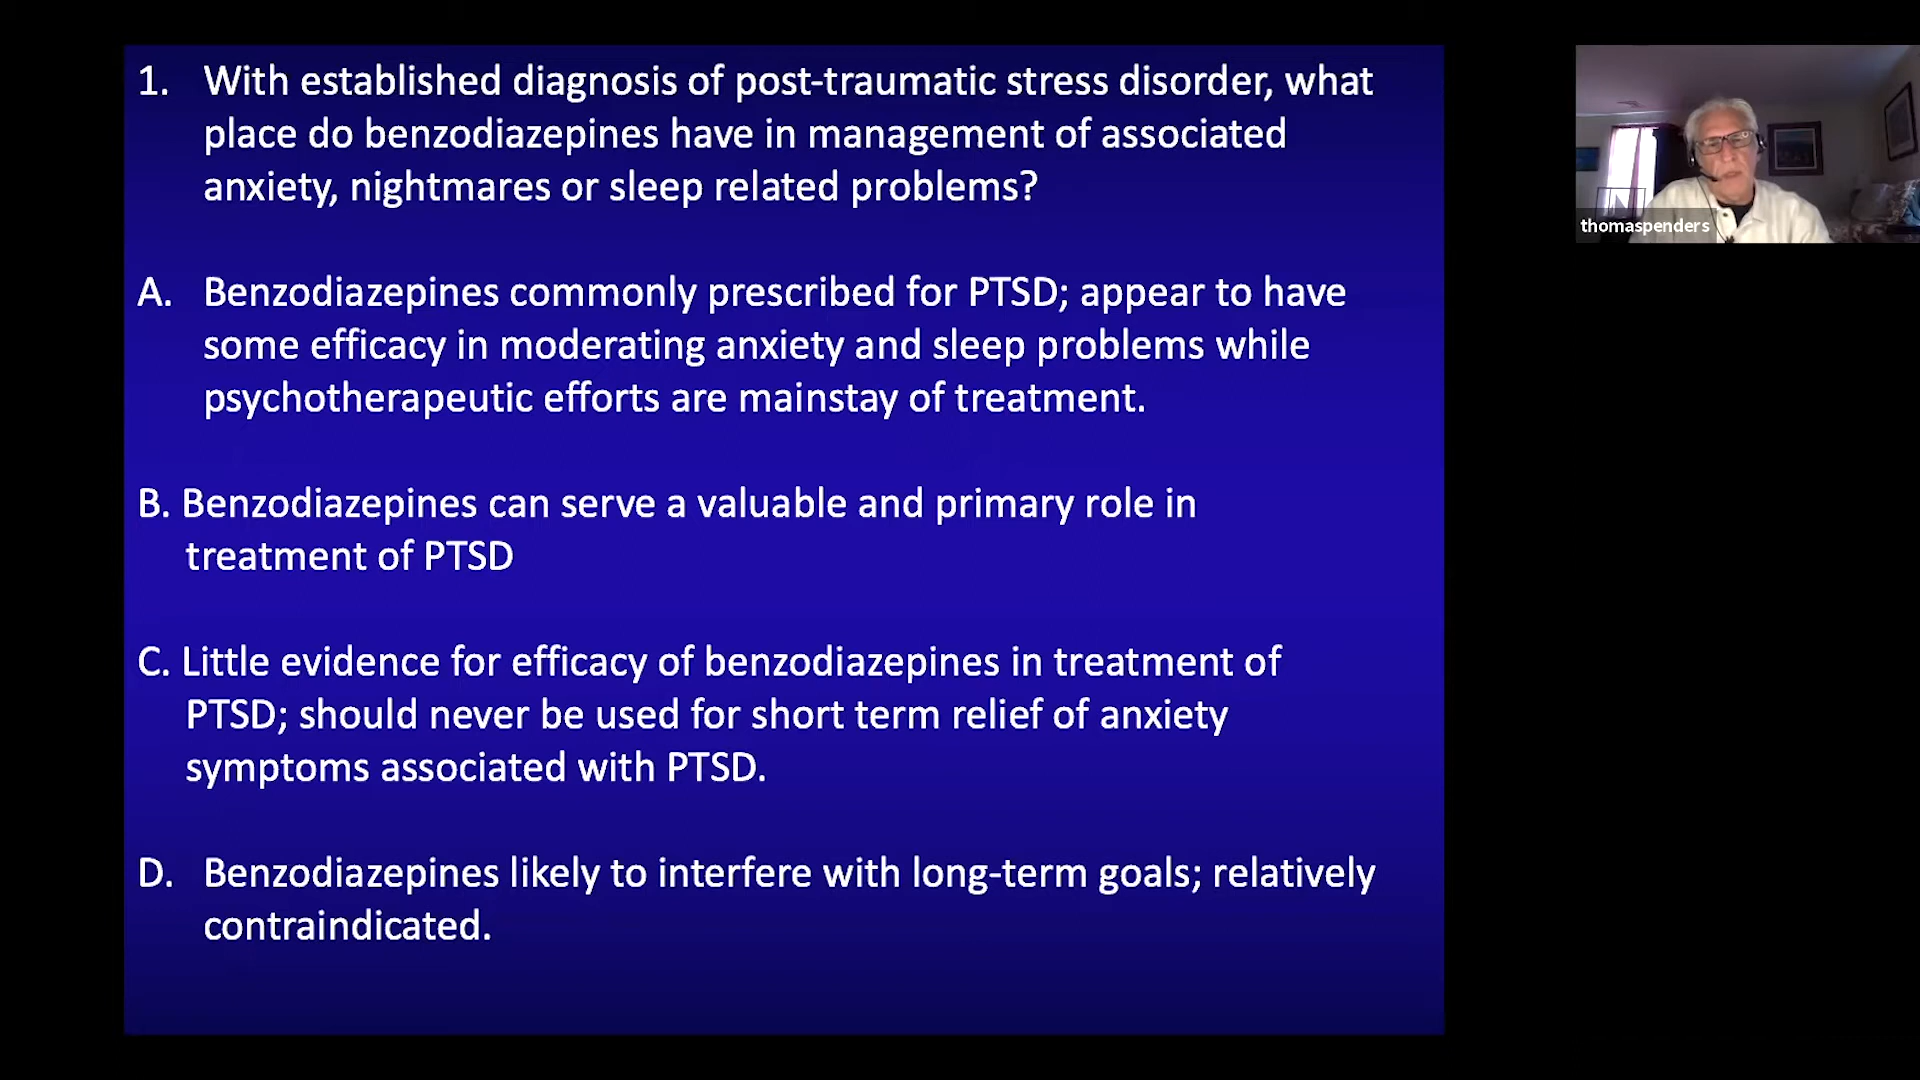 1. With established diagnosis of post-traumatic stress disorder, what
place do benzodiazepines have in management of associated
anxiety, nightmares or sleep related problems?
A. Benzodiazepines commonly prescribed for PTSD; appear to have
some efficacy in moderating anxiety and sleep problems while
psychotherapeutic efforts are mainstay of treatment.
B. Benzodiazepines can serve a valuable and primary role in
treatment of PTSD
C. Little evidence for efficacy of benzodiazepines in treatment of
PTSD; should never be used for short term relief of anxiety
symptoms associated with PTSD.
D. Benzodiazepines likely to interfere with long-term goals; relatively
contraindicated.
thomaspenders